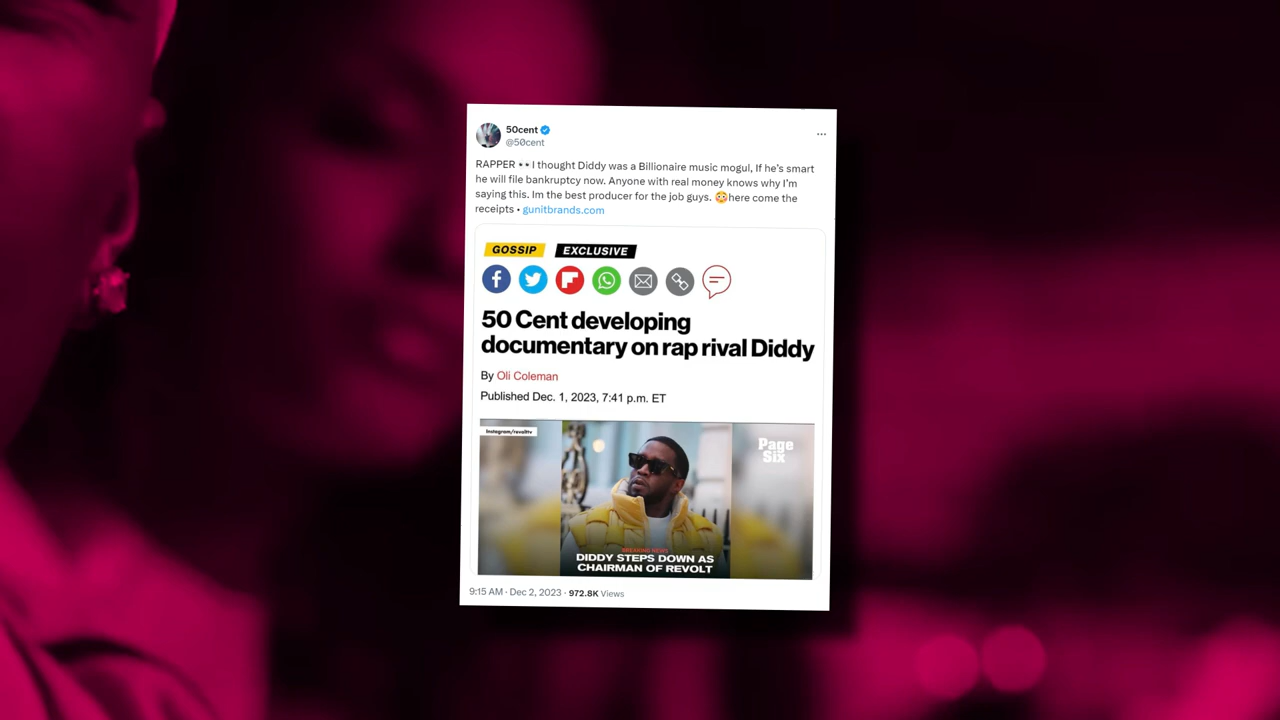 50cent
@50cent
RAPPER 👀 I thought Diddy was a Billionaire music mogul, If he's smart
he will file bankruptcy now. Anyone with real money knows why I'm
saying this. Im the best producer for the job guys. 😳here come the
receipts • gunitbrands.com
GOSSIP EXCLUSIVE
50 Cent developing
documentary on rap rival Diddy
By Oli Coleman
Published Dec. 1, 2023, 7:41 p.m. ET
Instagram/revolttv
Page
Six
BREAKING NEWS
DIDDY STEPS DOWN AS
CHAIRMAN OF REVOLT
9:15 AM · Dec 2, 2023 · 972.8K Views